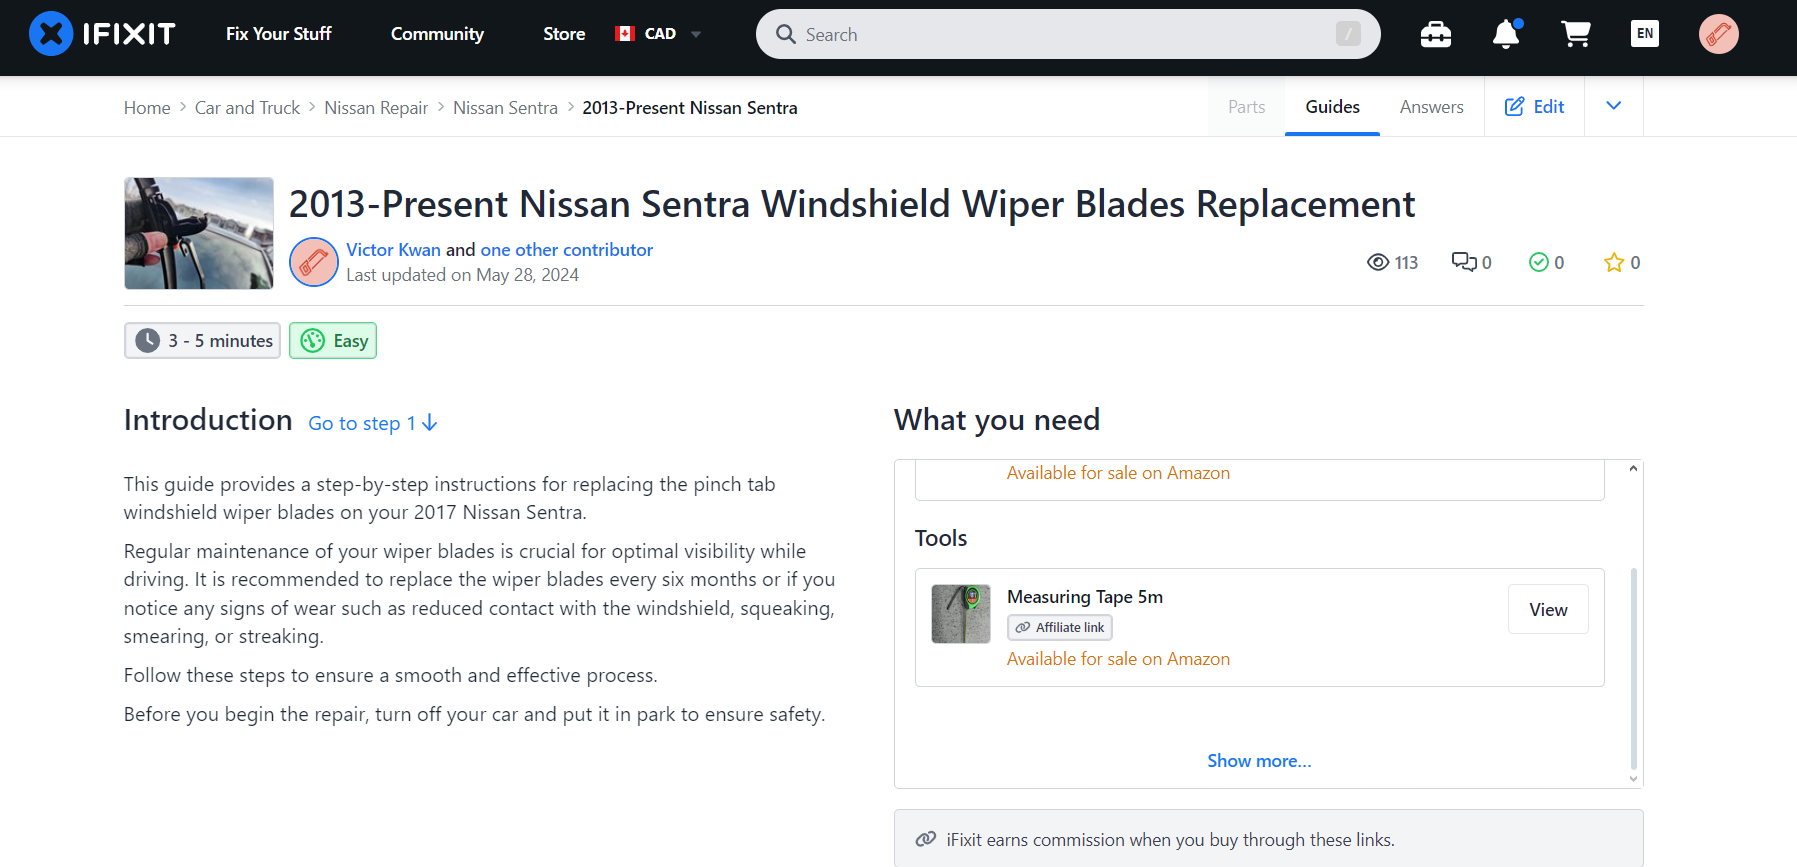 IFIXIT
Fix Your Stuff
Community
Store
CAD
Search
/
EN
Home > Car and Truck > Nissan Repair > Nissan Sentra > 2013-Present Nissan Sentra
Parts
Guides
Answers
Edit
2013-Present Nissan Sentra Windshield Wiper Blades Replacement
Victor Kwan and one other contributor
Last updated on May 28, 2024
113
0
0
0
3 - 5 minutes
Easy
Introduction
Go to step 1
This guide provides a step-by-step instructions for replacing the pinch tab
windshield wiper blades on your 2017 Nissan Sentra.
Regular maintenance of your wiper blades is crucial for optimal visibility while
driving. It is recommended to replace the wiper blades every six months or if you
notice any signs of wear such as reduced contact with the windshield, squeaking,
smearing, or streaking.
Follow these steps to ensure a smooth and effective process.
Before you begin the repair, turn off your car and put it in park to ensure safety.
What you need
Available for sale on Amazon
Tools
Measuring Tape 5m
Affiliate link
Available for sale on Amazon
View
Show more...
iFixit earns commission when you buy through these links.